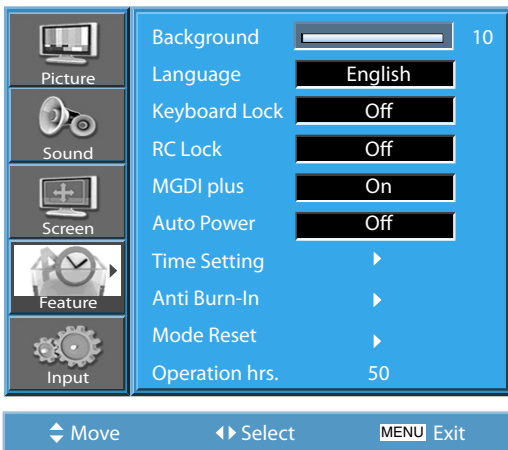 Picture
Sound
Screen
Feature
Input
Background 10
Language English
Keyboard Lock Off
RC Lock Off
MGDI plus On
Auto Power Off
Time Setting
Anti Burn-In
Mode Reset
Operation hrs. 50
Move Select MENU Exit